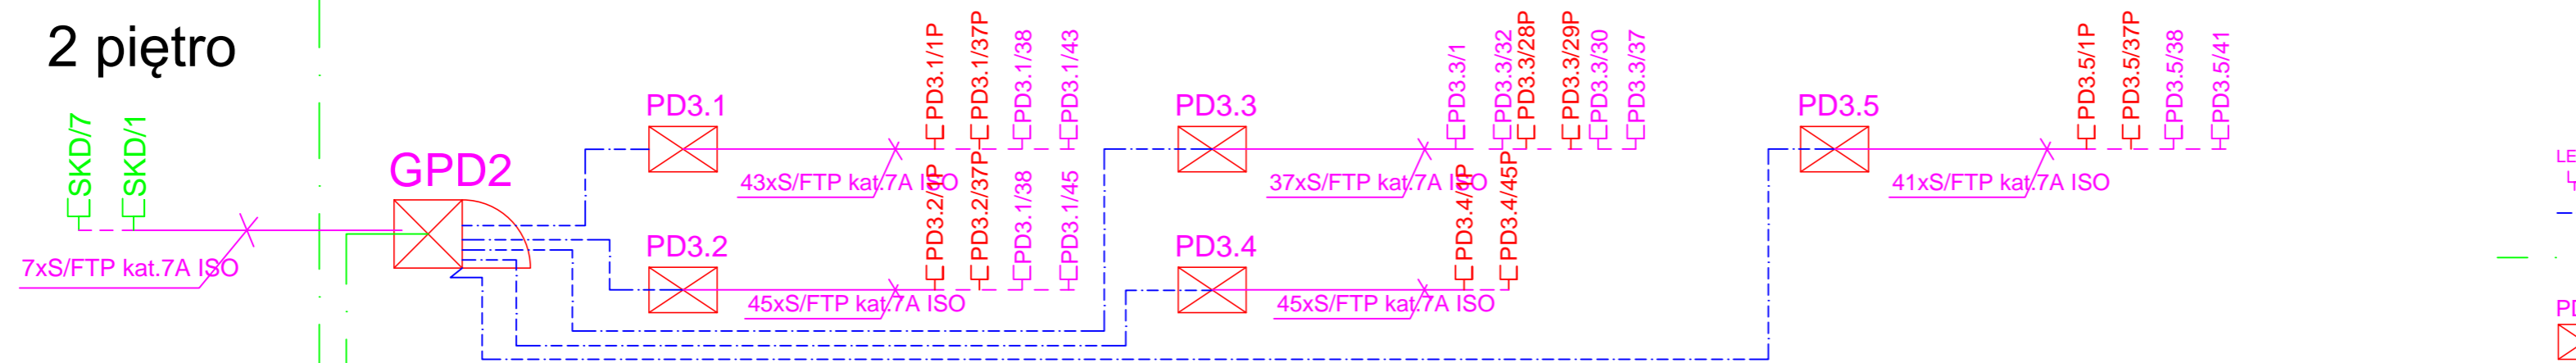 2 piętro
SKD/7
SKD/1
7xS/FTP kat.7A ISO
GPD2
PD3.1
43xS/FTP kat.7A ISO
PD3.1/1P
PD3.1/37P
PD3.1/38
PD3.1/43
PD3.2
45xS/FTP kat.7A ISO
PD3.2/1P
PD3.2/37P
PD3.1/38
PD3.1/45
PD3.3
37xS/FTP kat.7A ISO
PD3.3/1
PD3.3/32
PD3.3/28P
PD3.3/29P
PD3.3/30
PD3.3/37
PD3.4
45xS/FTP kat.7A ISO
PD3.4/1P
PD3.4/45P
PD3.5
41xS/FTP kat.7A ISO
PD3.5/1P
PD3.5/37P
PD3.5/38
PD3.5/41
LE